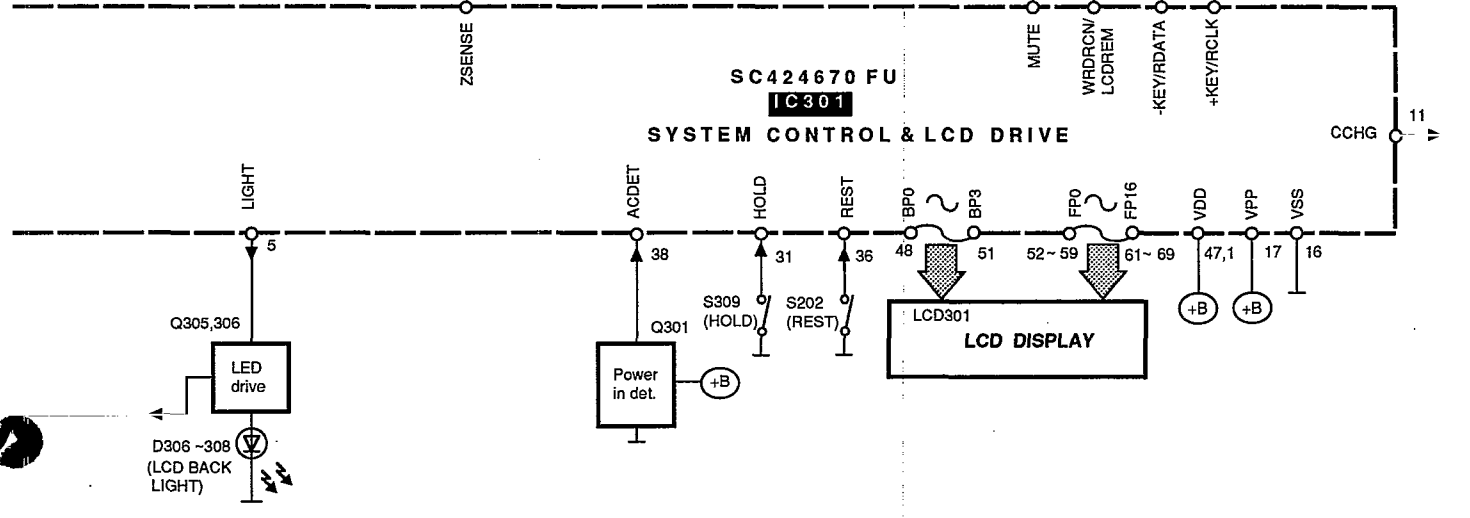 ZSENSE
MUTE
WRDRCN/
LCDREM
-KEY/RDATA
+KEY/RCLK
SC424670 FU
IC301
SYSTEM CONTROL & LCD DRIVE
CCHG
11
LIGHT
ACDET
HOLD
REST
BP0
BP3
FP0
FP16
VDD
VPP
VSS
5
38
31
36
48
51
52~59
61~69
47,1
17
16
S309
(HOLD)
S202
(REST)
+B
+B
LCD301
LCD DISPLAY
Q305,306
LED
drive
Q301
Power
in det.
+B
D306 ~308
(LCD BACK
LIGHT)